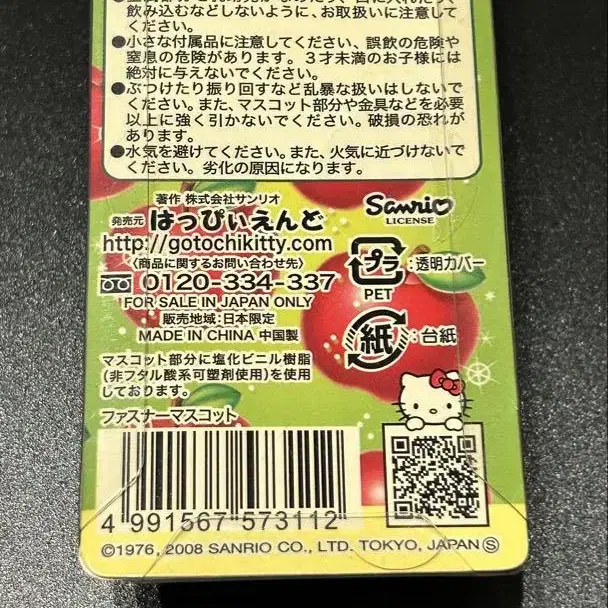 飲み込むなどしないように、お取扱いに注意して
ください。
●小さな付属品に注意してください、誤飲の危険や
窒息の危険があります。3才未満のお子様には
絶対に与えないでください。
●ぶつけたり振り回すなど乱暴な扱いはしないで
ください。また、マスコット部分や金具などを必要
以上に強く引かないでください。破損の恐れが
あります。
●水気を避けてください。また、火気に近づけないで
ください。劣化の原因になります。
著作 株式会社サンリオ
発売元 はっぴぃえんど
http://gotochikitty.com
〈商品に関するお問い合わせ先〉
0120-334-337
FOR SALE IN JAPAN ONLY
販売地域:日本限定
MADE IN CHINA 中国製
Sanrio
LICENSE
プラ :透明カバー
PET
紙 :台紙
マスコット部分に塩化ビニル樹脂
(非フタル酸系可塑剤使用)を使用
しております。
ファスナーマスコット
4 991567 573112
©1976, 2008 SANRIO CO., LTD. TOKYO, JAPAN Ⓢ